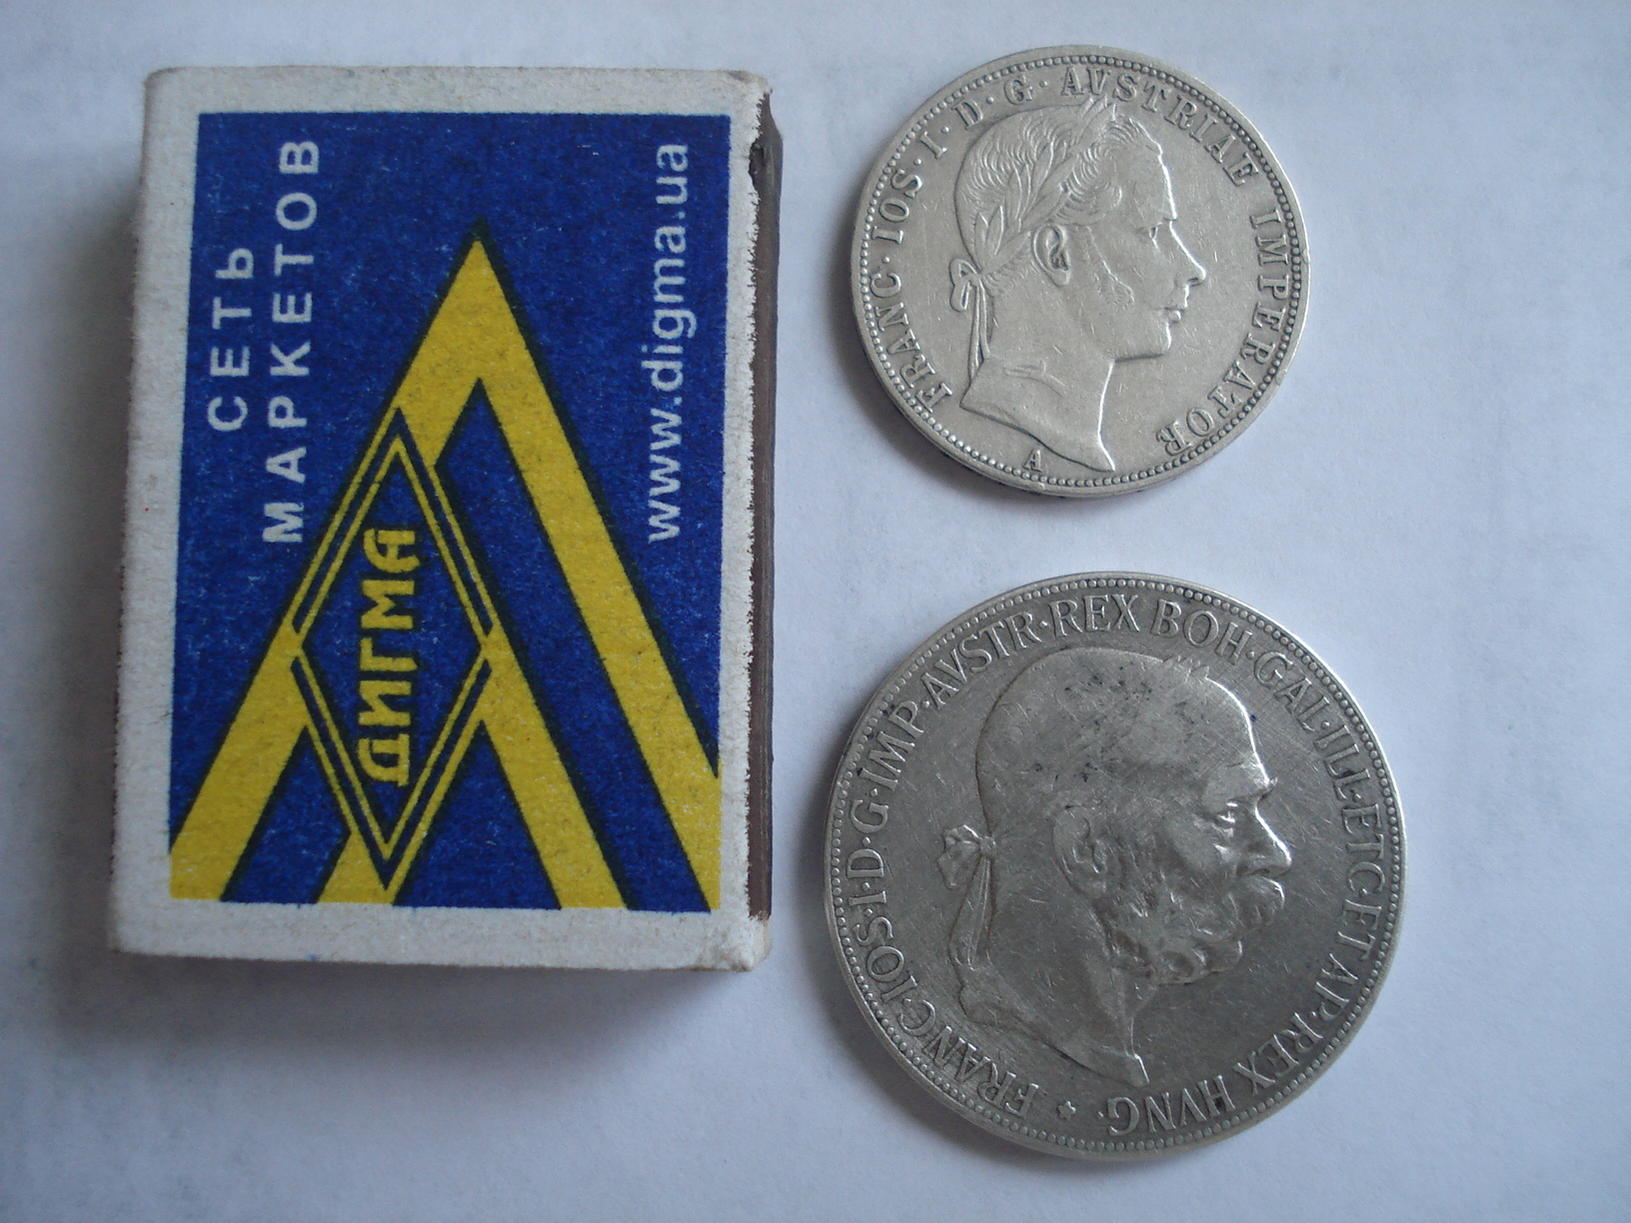 СЕТЬ
МАРКЕТОВ
ДИГМА
www.digma.ua
FRANC·IOS·I·D·G·AVSTRIAE IMPERATOR
A
FRANC·IOS·I·D·G·IMP·AVSTR·REX BOH·GAL·ILL·ETC·ET AP·REX HVNG·